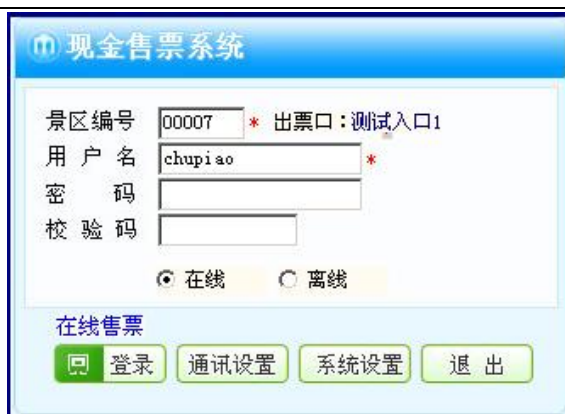 现金售票系统
景区编号 00007 * 出票口：测试入口1
用户名 chupiao *
密码
校验码
在线 离线
在线售票
登录 通讯设置 系统设置 退出